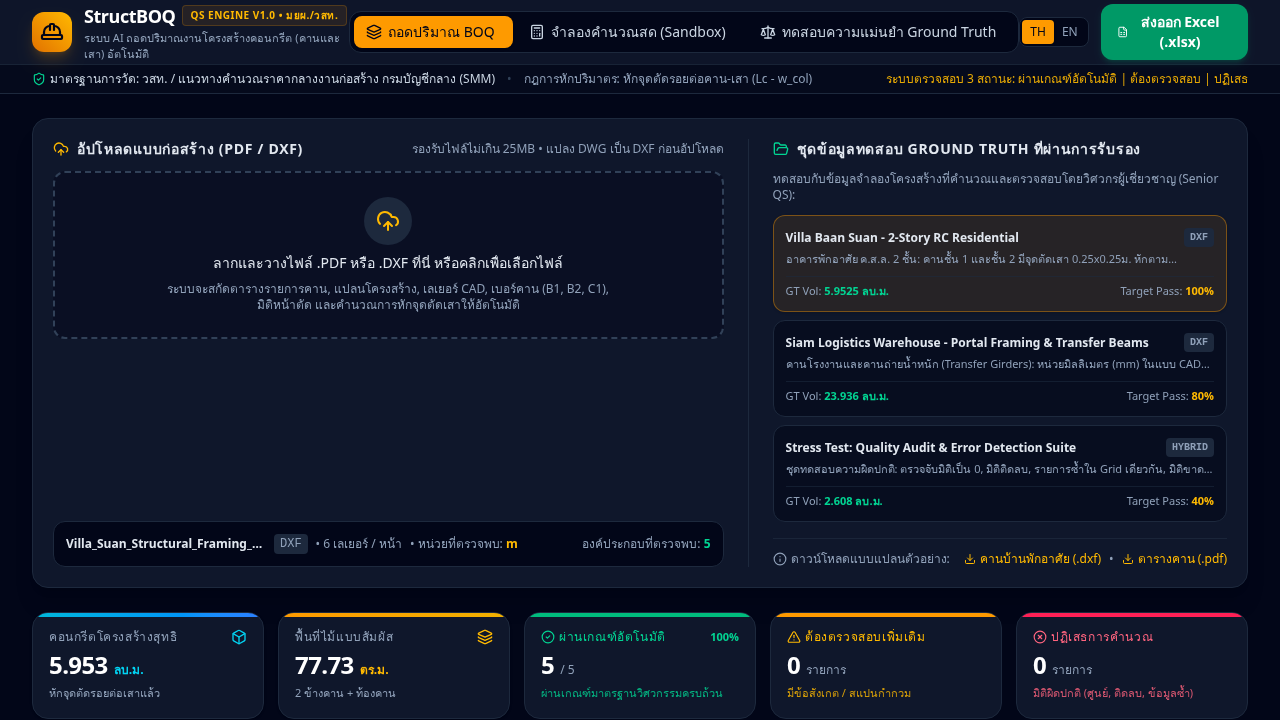 StructBOQ
QS ENGINE V1.0 • มยผ./วสท.
ระบบ AI ถอดปริมาณงานโครงสร้างคอนกรีต (คานและ
เสา) อัตโนมัติ
ถอดปริมาณ BOQ
จำลองคำนวณสด (Sandbox)
ทดสอบความแม่นยำ Ground Truth
TH
EN
ส่งออก Excel
(.xlsx)
มาตรฐานการวัด: วสท. / แนวทางคำนวณราคากลางงานก่อสร้าง กรมบัญชีกลาง (SMM)
•
กฎการหักปริมาตร: หักจุดตัดรอยต่อคาน-เสา (Lc - w_col)
ระบบตรวจสอบ 3 สถานะ: ผ่านเกณฑ์อัตโนมัติ | ต้องตรวจสอบ | ปฏิเสธ
อัปโหลดแบบก่อสร้าง (PDF / DXF)
รองรับไฟล์ไม่เกิน 25MB • แปลง DWG เป็น DXF ก่อนอัปโหลด
ลากและวางไฟล์ .PDF หรือ .DXF ที่นี่ หรือคลิกเพื่อเลือกไฟล์
ระบบจะสกัดตารางรายการคาน, แปลนโครงสร้าง, เลเยอร์ CAD, เบอร์คาน (B1, B2, C1),
มิติหน้าตัด และคำนวณการหักจุดตัดเสาให้อัตโนมัติ
Villa_Suan_Structural_Framing_...
DXF
• 6 เลเยอร์ / หน้า
• หน่วยที่ตรวจพบ: m
องค์ประกอบที่ตรวจพบ: 5
ชุดข้อมูลทดสอบ GROUND TRUTH ที่ผ่านการรับรอง
ทดสอบกับข้อมูลจำลองโครงสร้างที่คำนวณและตรวจสอบโดยวิศวกรผู้เชี่ยวชาญ (Senior
QS):
Villa Baan Suan - 2-Story RC Residential
DXF
อาคารพักอาศัย ค.ส.ล. 2 ชั้น: คานชั้น 1 และชั้น 2 มีจุดตัดเสา 0.25x0.25ม. หักตาม...
GT Vol: 5.9525 ลบ.ม.
Target Pass: 100%
Siam Logistics Warehouse - Portal Framing & Transfer Beams
DXF
คานโรงงานและคานถ่ายน้ำหนัก (Transfer Girders): หน่วยมิลลิเมตร (mm) ในแบบ CAD...
GT Vol: 23.936 ลบ.ม.
Target Pass: 80%
Stress Test: Quality Audit & Error Detection Suite
HYBRID
ชุดทดสอบความผิดปกติ: ตรวจจับมิติเป็น 0, มิติติดลบ, รายการซ้ำใน Grid เดียวกัน, มิติขาด...
GT Vol: 2.608 ลบ.ม.
Target Pass: 40%
ดาวน์โหลดแบบแปลนตัวอย่าง:
คานบ้านพักอาศัย (.dxf)
•
ตารางคาน (.pdf)
คอนกรีตโครงสร้างสุทธิ
5.953 ลบ.ม.
หักจุดตัดรอยต่อเสาแล้ว
พื้นที่ไม้แบบสัมผัส
77.73 ตร.ม.
2 ข้างคาน + ท้องคาน
ผ่านเกณฑ์อัตโนมัติ
100%
5 / 5
ผ่านเกณฑ์มาตรฐานวิศวกรรมครบถ้วน
ต้องตรวจสอบเพิ่มเติม
0 รายการ
มีข้อสังเกต / สแปนกำกวม
ปฏิเสธการคำนวณ
0 รายการ
มิติผิดปกติ (ศูนย์, ติดลบ, ข้อมูลซ้ำ)